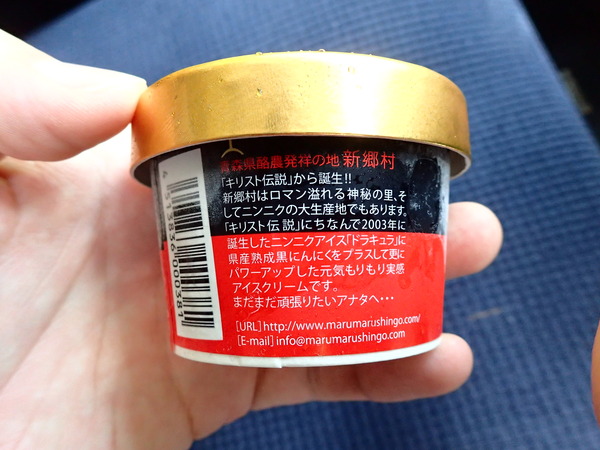 青森県酪農発祥の地 新郷村
「キリスト伝説」から誕生!!
新郷村はロマン溢れる神秘の里、そ
してニンニクの大生産地でもあります。
「キリスト伝説」にちなんで2003年に
誕生したニンニクアイス「ドラキュラ」に
県産熟成黒にんにくをプラスして更に
パワーアップした元気もりもり実感
アイスクリームです。
まだまだ頑張りたいアナタへ・・・
[URL]http://www.marumarushingo.com/
[E-mail]info@marumarushingo.com
4 513836 000381